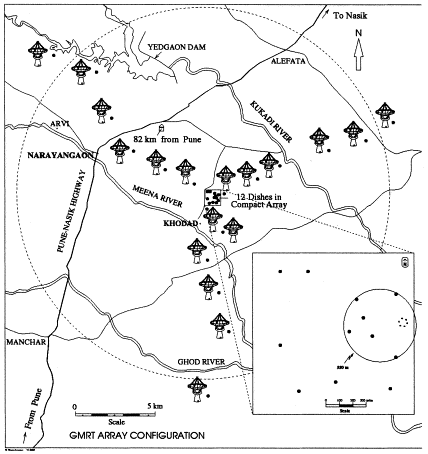 To Nasik
YEDGAON DAM
N
ALEFATA
KUKADI RIVER
ARVI
82 km from Pune
NARAYANGAON
MEENA RIVER
12 Dishes in
Compact Array
PUNE-NASIK HIGHWAY
KHODAD
MANCHAR
GHOD RIVER
From Pune
0 5 km
Scale
Scale
GMRT ARRAY CONFIGURATION